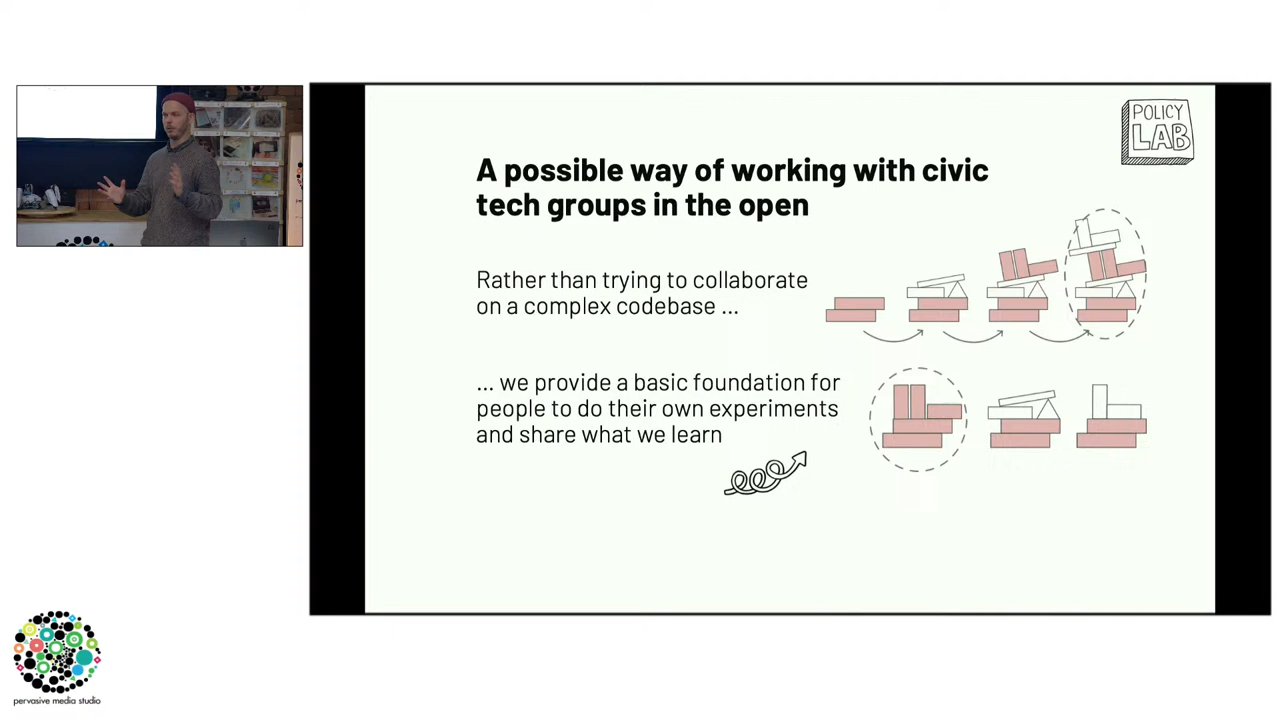 POLICY
LAB
A possible way of working with civic
tech groups in the open
Rather than trying to collaborate
on a complex codebase ...
... we provide a basic foundation for
people to do their own experiments
and share what we learn
pervasive media studio